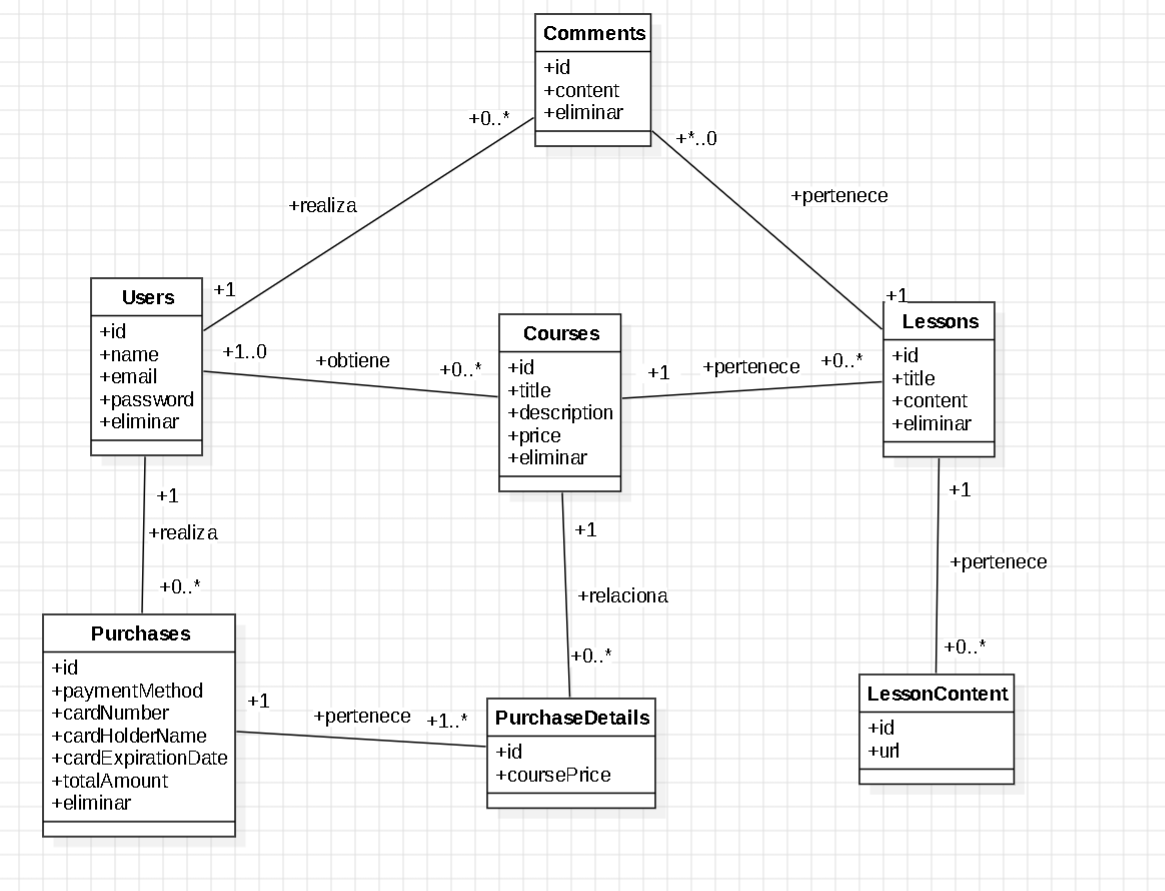 Comments
+id
+content
+eliminar
+0..*
+*..0
+realiza
+pertenece
Users
+id
+name
+email
+password
+eliminar
+1
+1..0
+obtiene
+0..*
Courses
+id
+title
+description
+price
+eliminar
+1
+pertenece
+0..*
+1
Lessons
+id
+title
+content
+eliminar
+1
+realiza
+0..*
+1
+relaciona
+0..*
+1
+pertenece
+0..*
Purchases
+id
+paymentMethod
+cardNumber
+cardHolderName
+cardExpirationDate
+totalAmount
+eliminar
+1
+pertenece
+1..*
PurchaseDetails
+id
+coursePrice
LessonContent
+id
+url